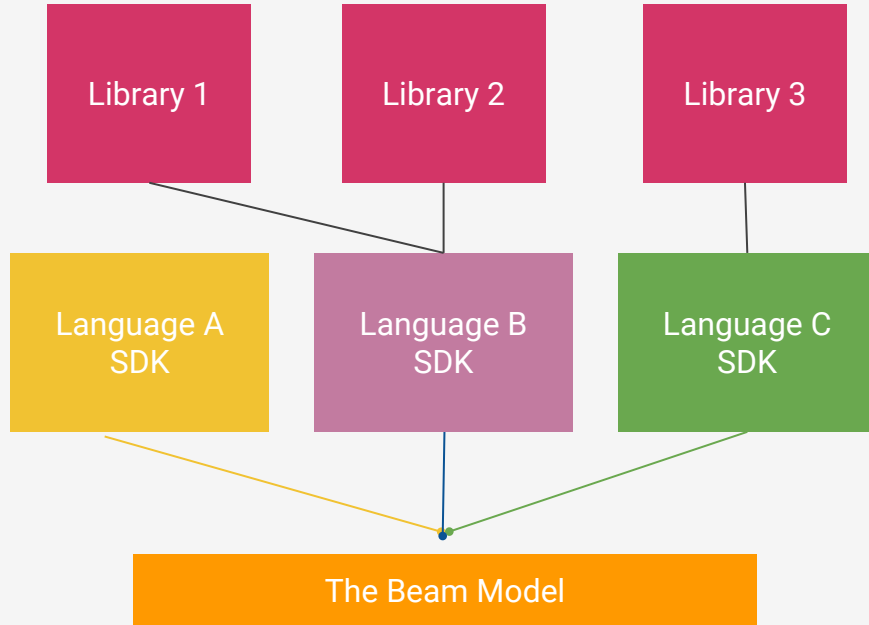 Library 1
Library 2
Library 3
Language A
SDK
Language B
SDK
Language C
SDK
The Beam Model